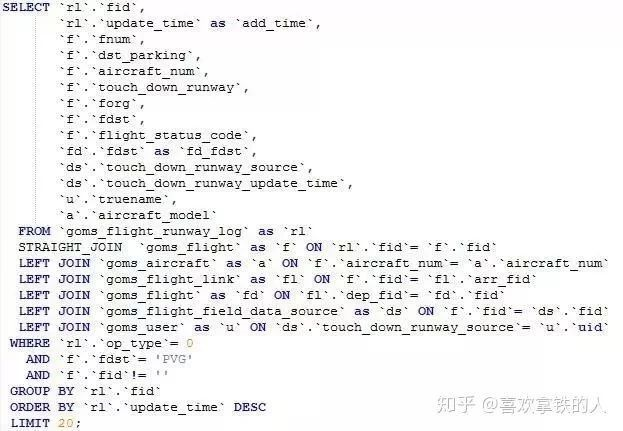 SELECT `rl`.`fid`,
`rl`.`update_time` as `add_time`,
`f`.`fnum`,
`f`.`dst_parking`,
`f`.`aircraft_num`,
`f`.`touch_down_runway`,
`f`.`forg`,
`f`.`fdst`,
`f`.`flight_status_code`,
`fd`.`fdst` as `fd_fdst`,
`ds`.`touch_down_runway_source`,
`ds`.`touch_down_runway_update_time`,
`u`.`truename`,
`a`.`aircraft_model`
FROM `goms_flight_runway_log` as `rl`
STRAIGHT_JOIN `goms_flight` as `f` ON `rl`.`fid`= `f`.`fid`
LEFT JOIN `goms_aircraft` as `a` ON `f`.`aircraft_num`= `a`.`aircraft_num`
LEFT JOIN `goms_flight_link` as `fl` ON `f`.`fid`= `fl`.`arr_fid`
LEFT JOIN `goms_flight` as `fd` ON `fl`.`dep_fid`= `fd`.`fid`
LEFT JOIN `goms_flight_field_data_source` as `ds` ON `f`.`fid`= `ds`.`fid`
LEFT JOIN `goms_user` as `u` ON `ds`.`touch_down_runway_source`= `u`.`uid`
WHERE `rl`.`op_type`= 0
AND `f`.`fdst`= 'PVG'
AND `f`.`fid`!= ''
GROUP BY `rl`.`fid`
ORDER BY `rl`.`update_time` DESC
LIMIT 20;
知乎 @喜欢拿铁的人